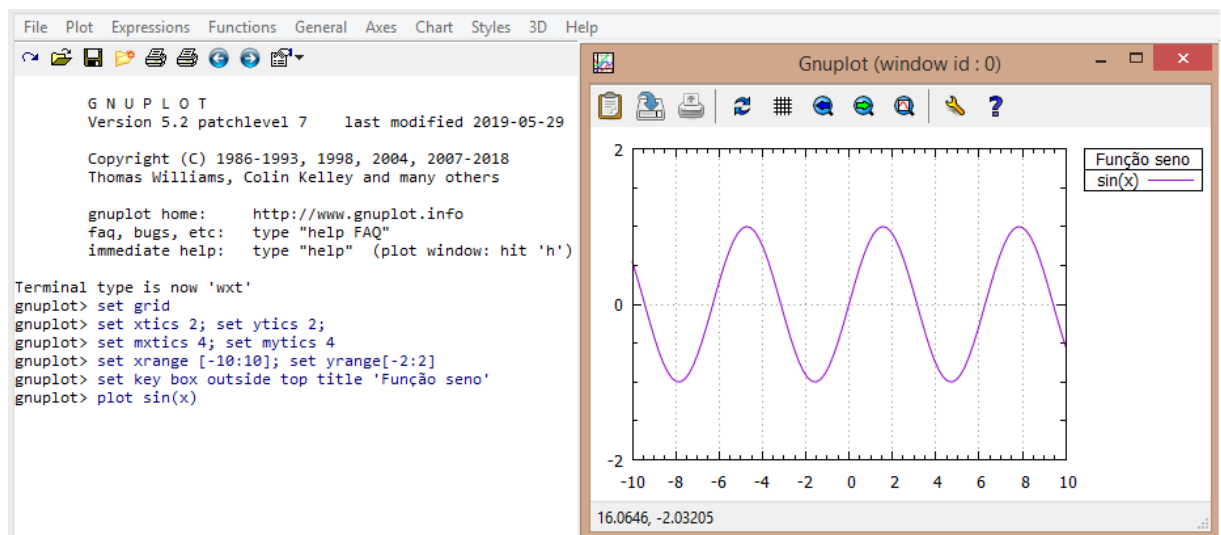 File Plot Expressions Functions General Axes Chart Styles 3D Help
G N U P L O T
Version 5.2 patchlevel 7 last modified 2019-05-29
Copyright (C) 1986-1993, 1998, 2004, 2007-2018
Thomas Williams, Colin Kelley and many others
gnuplot home: http://www.gnuplot.info
faq, bugs, etc: type "help FAQ"
immediate help: type "help" (plot window: hit 'h')
Terminal type is now 'wxt'
gnuplot> set grid
gnuplot> set xtics 2; set ytics 2;
gnuplot> set mxtics 4; set mytics 4
gnuplot> set xrange [-10:10]; set yrange[-2:2]
gnuplot> set key box outside top title 'Função seno'
gnuplot> plot sin(x)
Gnuplot (window id : 0)
Função seno
sin(x)
2
0
-2
-10 -8 -6 -4 -2 0 2 4 6 8 10
16.0646, -2.03205